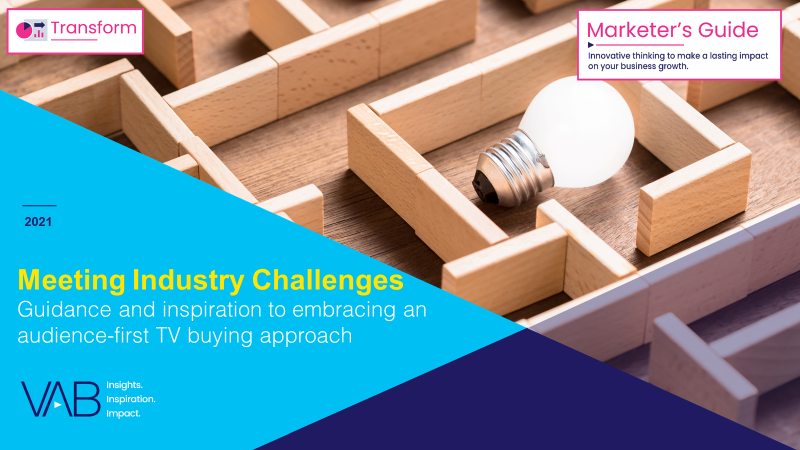 Transform
Marketer's Guide
Innovative thinking to make a lasting impact
on your business growth.
2021
Meeting Industry Challenges
Guidance and inspiration to embracing an
audience-first TV buying approach
VAB
Insights.
Inspiration.
Impact.